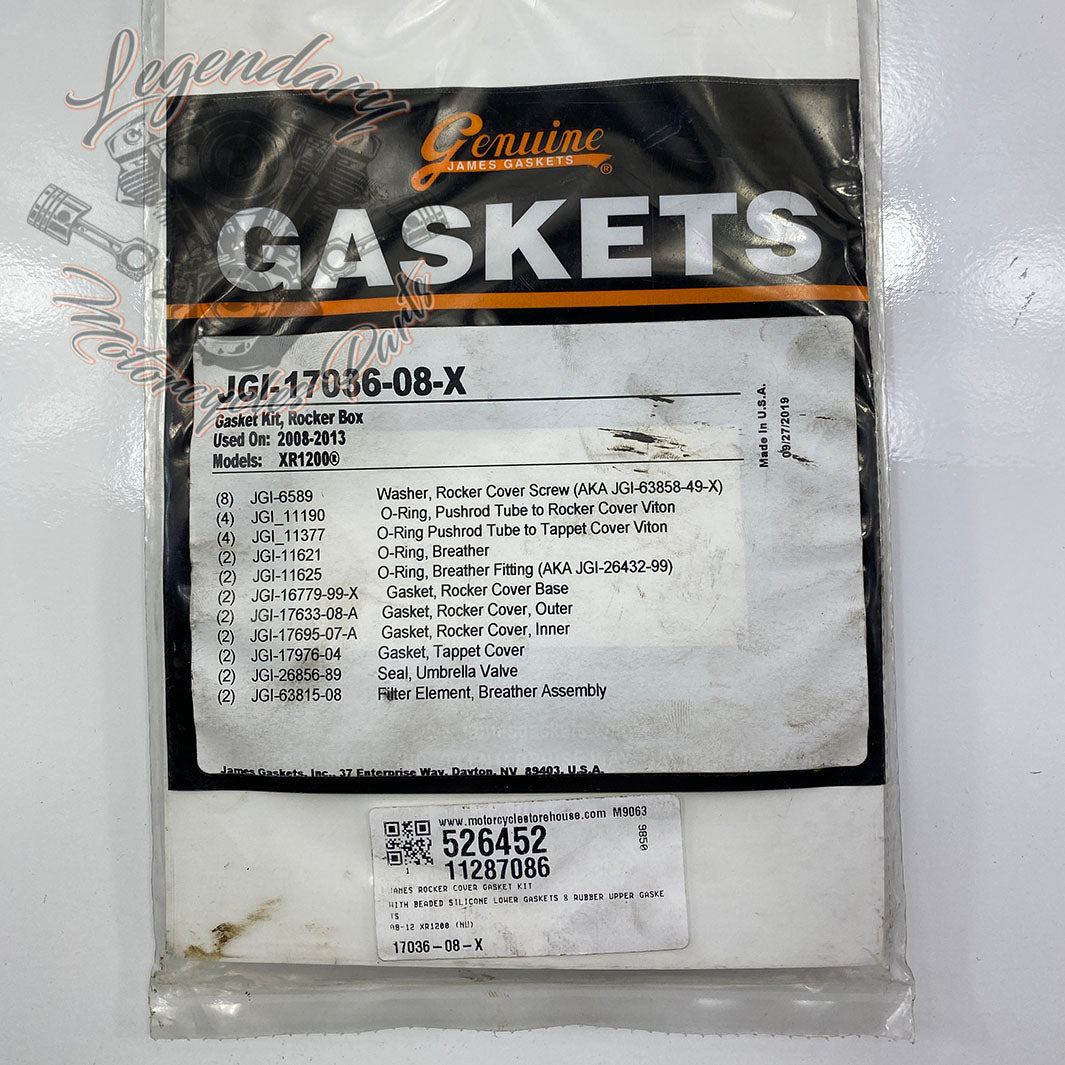 Legendary
Motorcycles Parts
Genuine
JAMES GASKETS ®
GASKETS
JGI-17036-08-X
Gasket Kit, Rocker Box
Used On: 2008-2013
Models: XR1200®
Made In U.S.A.
09/27/2019
(8) JGI-6589 Washer, Rocker Cover Screw (AKA JGI-63858-49-X)
(4) JGI_11190 O-Ring, Pushrod Tube to Rocker Cover Viton
(4) JGI_11377 O-Ring Pushrod Tube to Tappet Cover Viton
(2) JGI-11621 O-Ring, Breather
(2) JGI-11625 O-Ring, Breather Fitting (AKA JGI-26432-99)
(2) JGI-16779-99-X Gasket, Rocker Cover Base
(2) JGI-17633-08-A Gasket, Rocker Cover, Outer
(2) JGI-17695-07-A Gasket, Rocker Cover, Inner
(2) JGI-17976-04 Gasket, Tappet Cover
(2) JGI-26856-89 Seal, Umbrella Valve
(2) JGI-63815-08 Filter Element, Breather Assembly
James Gaskets, Inc., 37 Enterprise Way, Dayton, NV 89403, U.S.A.
www.motorcyclestorehouse.com M9063
526452
9850
11287086
1
JAMES ROCKER COVER GASKET KIT
WITH BEADED SILICONE LOWER GASKETS & RUBBER UPPER GASKE
TS
08-12 XR1200 (NU)
17036-08-X